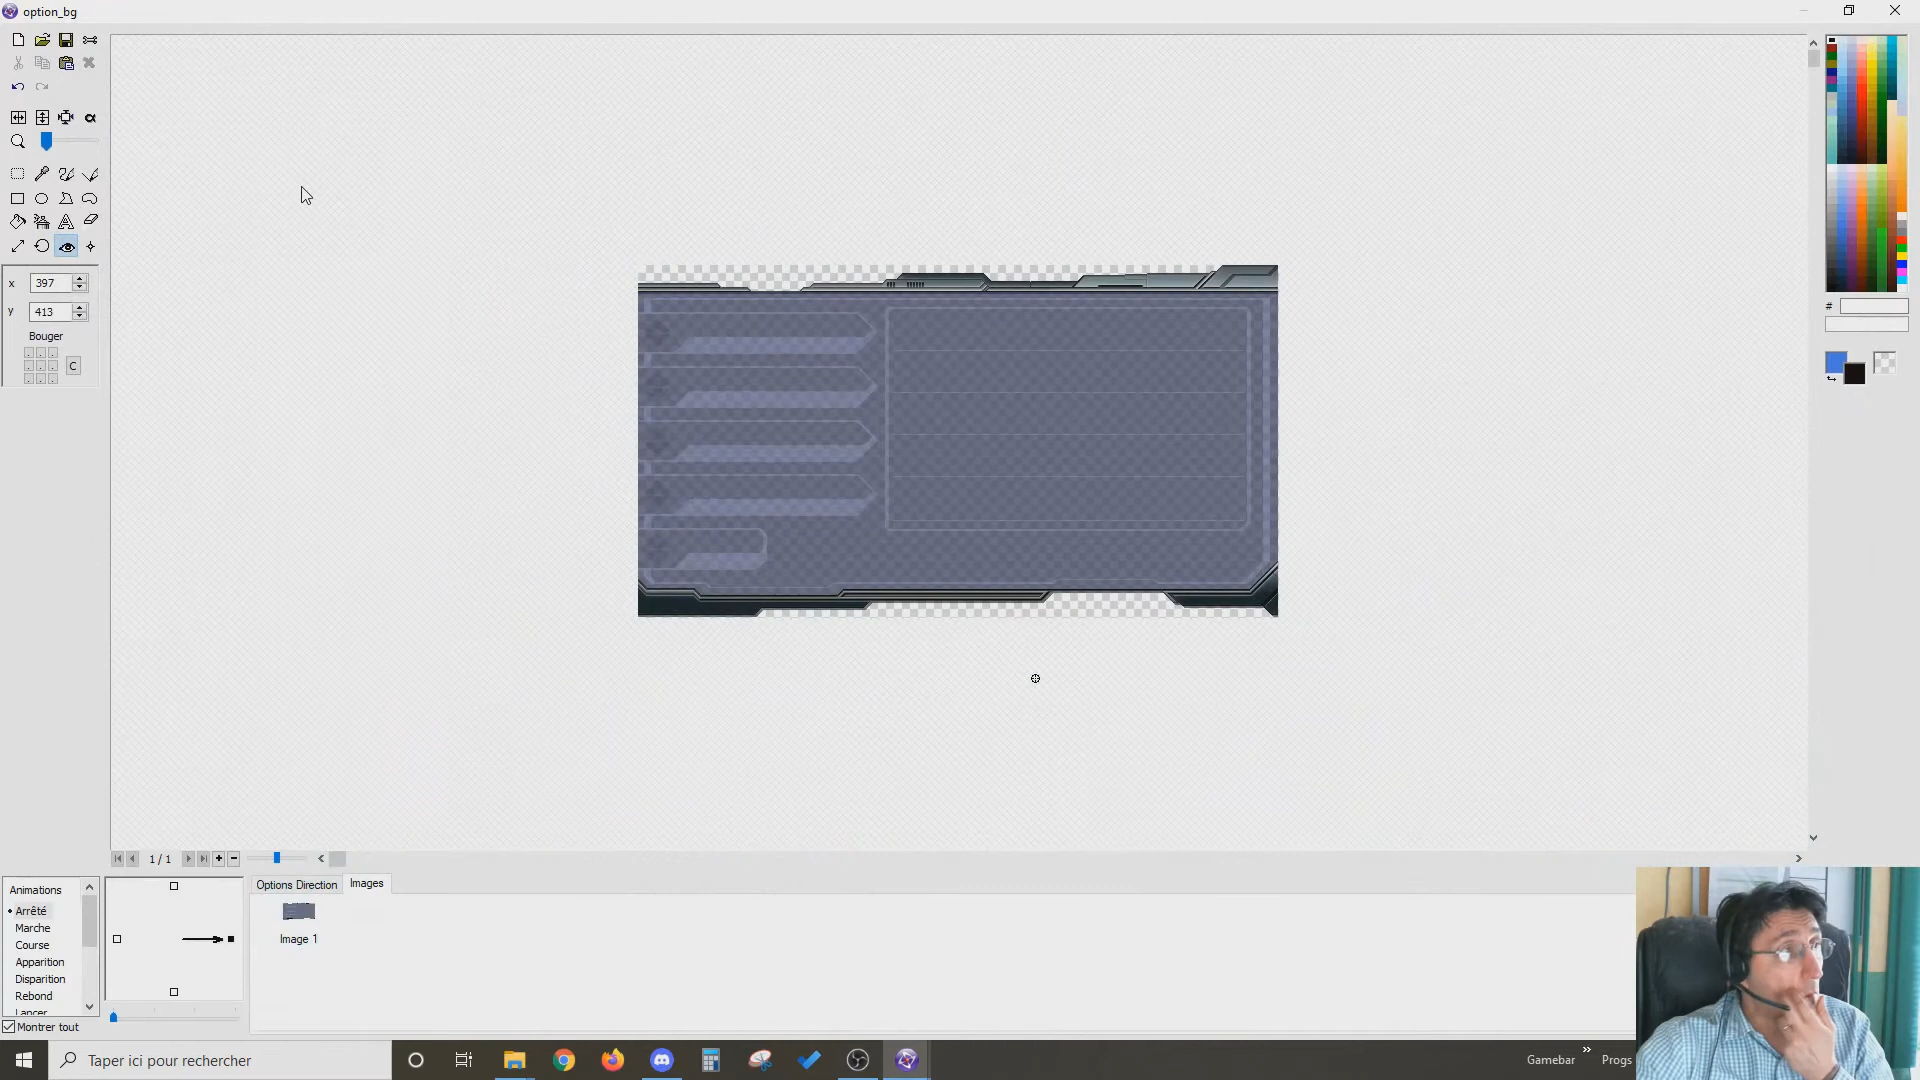 option_bg
x 397
y 413
Bouger
C
#
1 / 1
Animations
Arrêté
Marche
Course
Apparition
Disparition
Rebond
Lancer
Montrer tout
Options Direction Images
Image 1
Taper ici pour rechercher
Gamebar » Progs